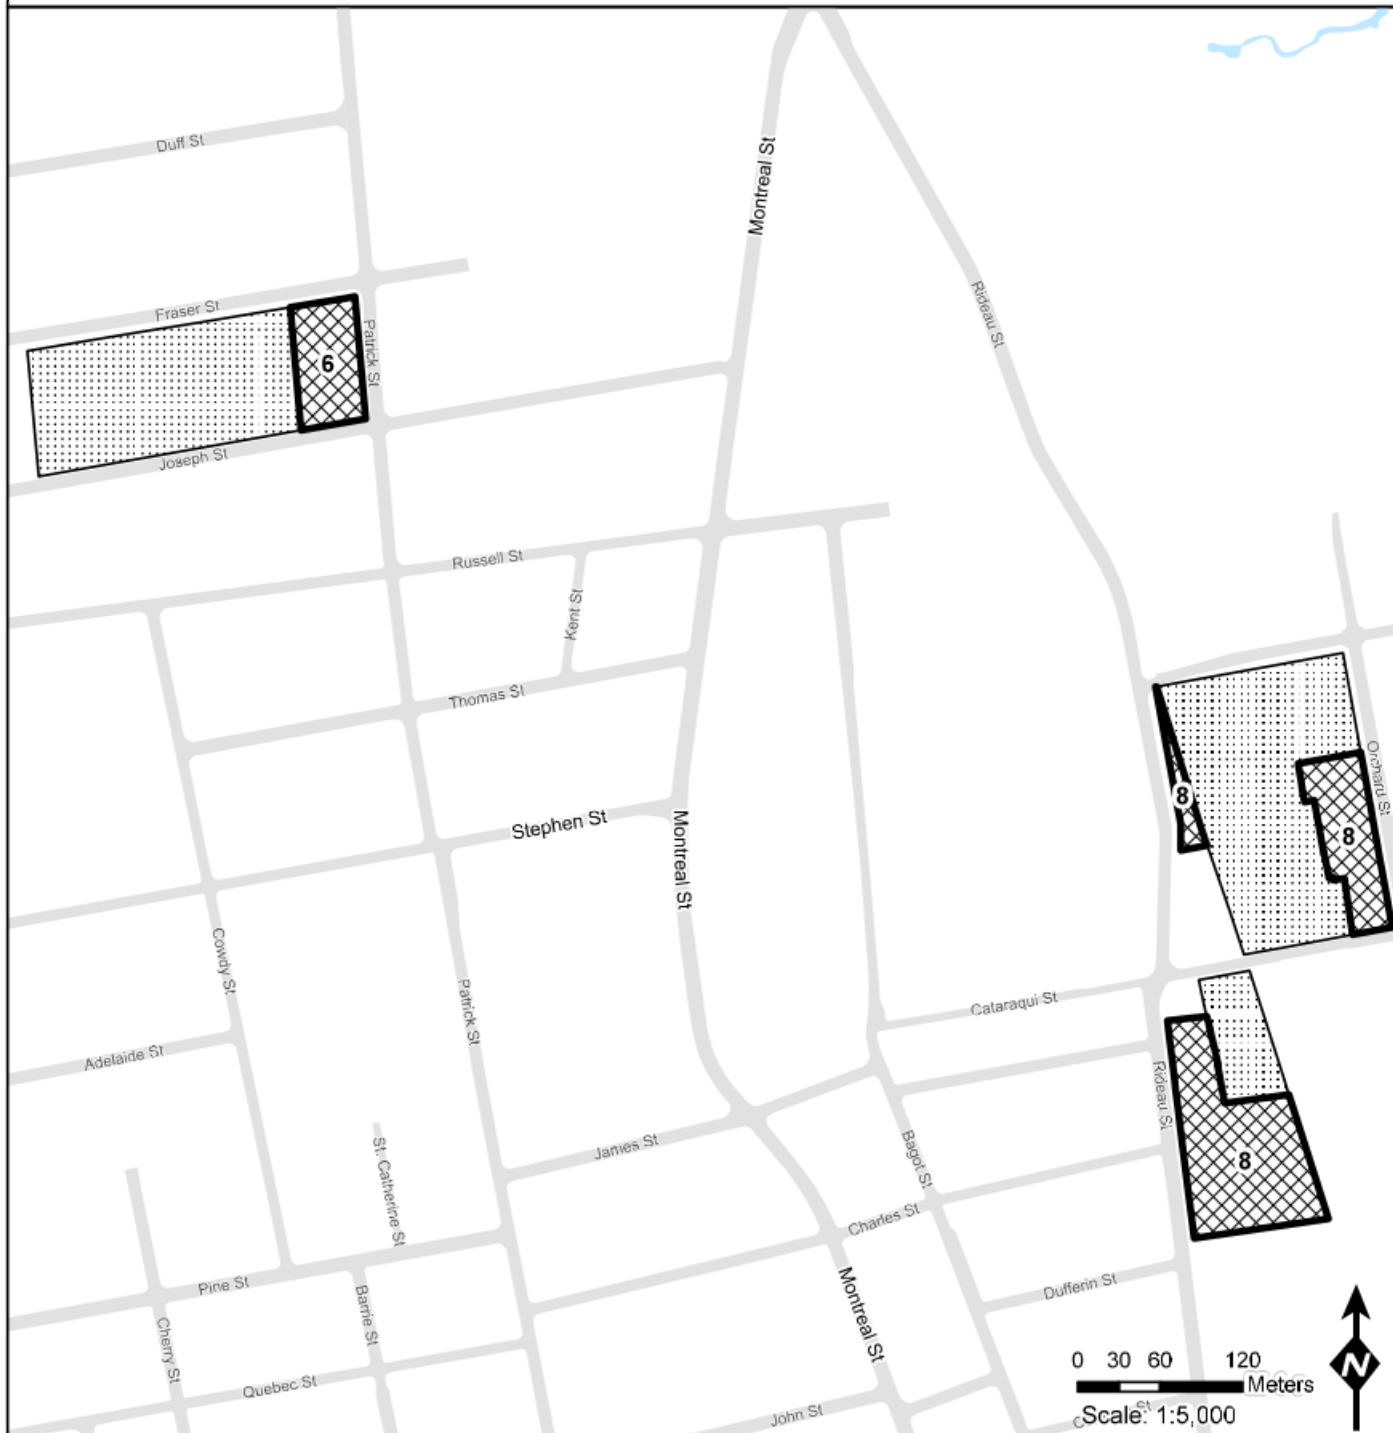 Duff St
Montreal St
Rideau St
Fraser St
Patrick St
6
Joseph St
Russell St
Kent St
Thomas St
Orchard St
8
8
Stephen St
Montreal St
Cowdy St
Patrick St
Cataraqui St
Adelaide St
Rideau St
James St
St. Catherine St
Bagot St
8
Charles St
Pine St
Barrie St
Dufferin St
Cherry St
Montreal St
Quebec St
John St
0 30 60 120
Meters
N
Scale: 1:5,000